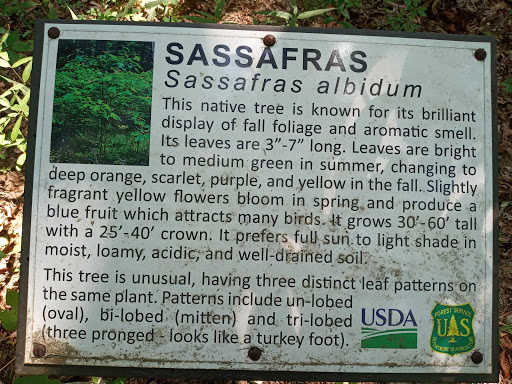 SASSAFRAS
Sassafras albidum
This native tree is known for its brilliant
display of fall foliage and aromatic smell.
Its leaves are 3”-7” long. Leaves are bright
to medium green in summer, changing to
deep orange, scarlet, purple, and yellow in the fall. Slightly
fragrant yellow flowers bloom in spring and produce a
blue fruit which attracts many birds. It grows 30’-60’ tall
with a 25’-40’ crown. It prefers full sun to light shade in
moist, loamy, acidic, and well-drained soil.
This tree is unusual, having three distinct leaf patterns on
the same plant. Patterns include un-lobed
(oval), bi-lobed (mitten) and tri-lobed
(three pronged - looks like a turkey foot).
USDA
FOREST SERVICE
UAS
DEPARTMENT OF AGRICULTURE